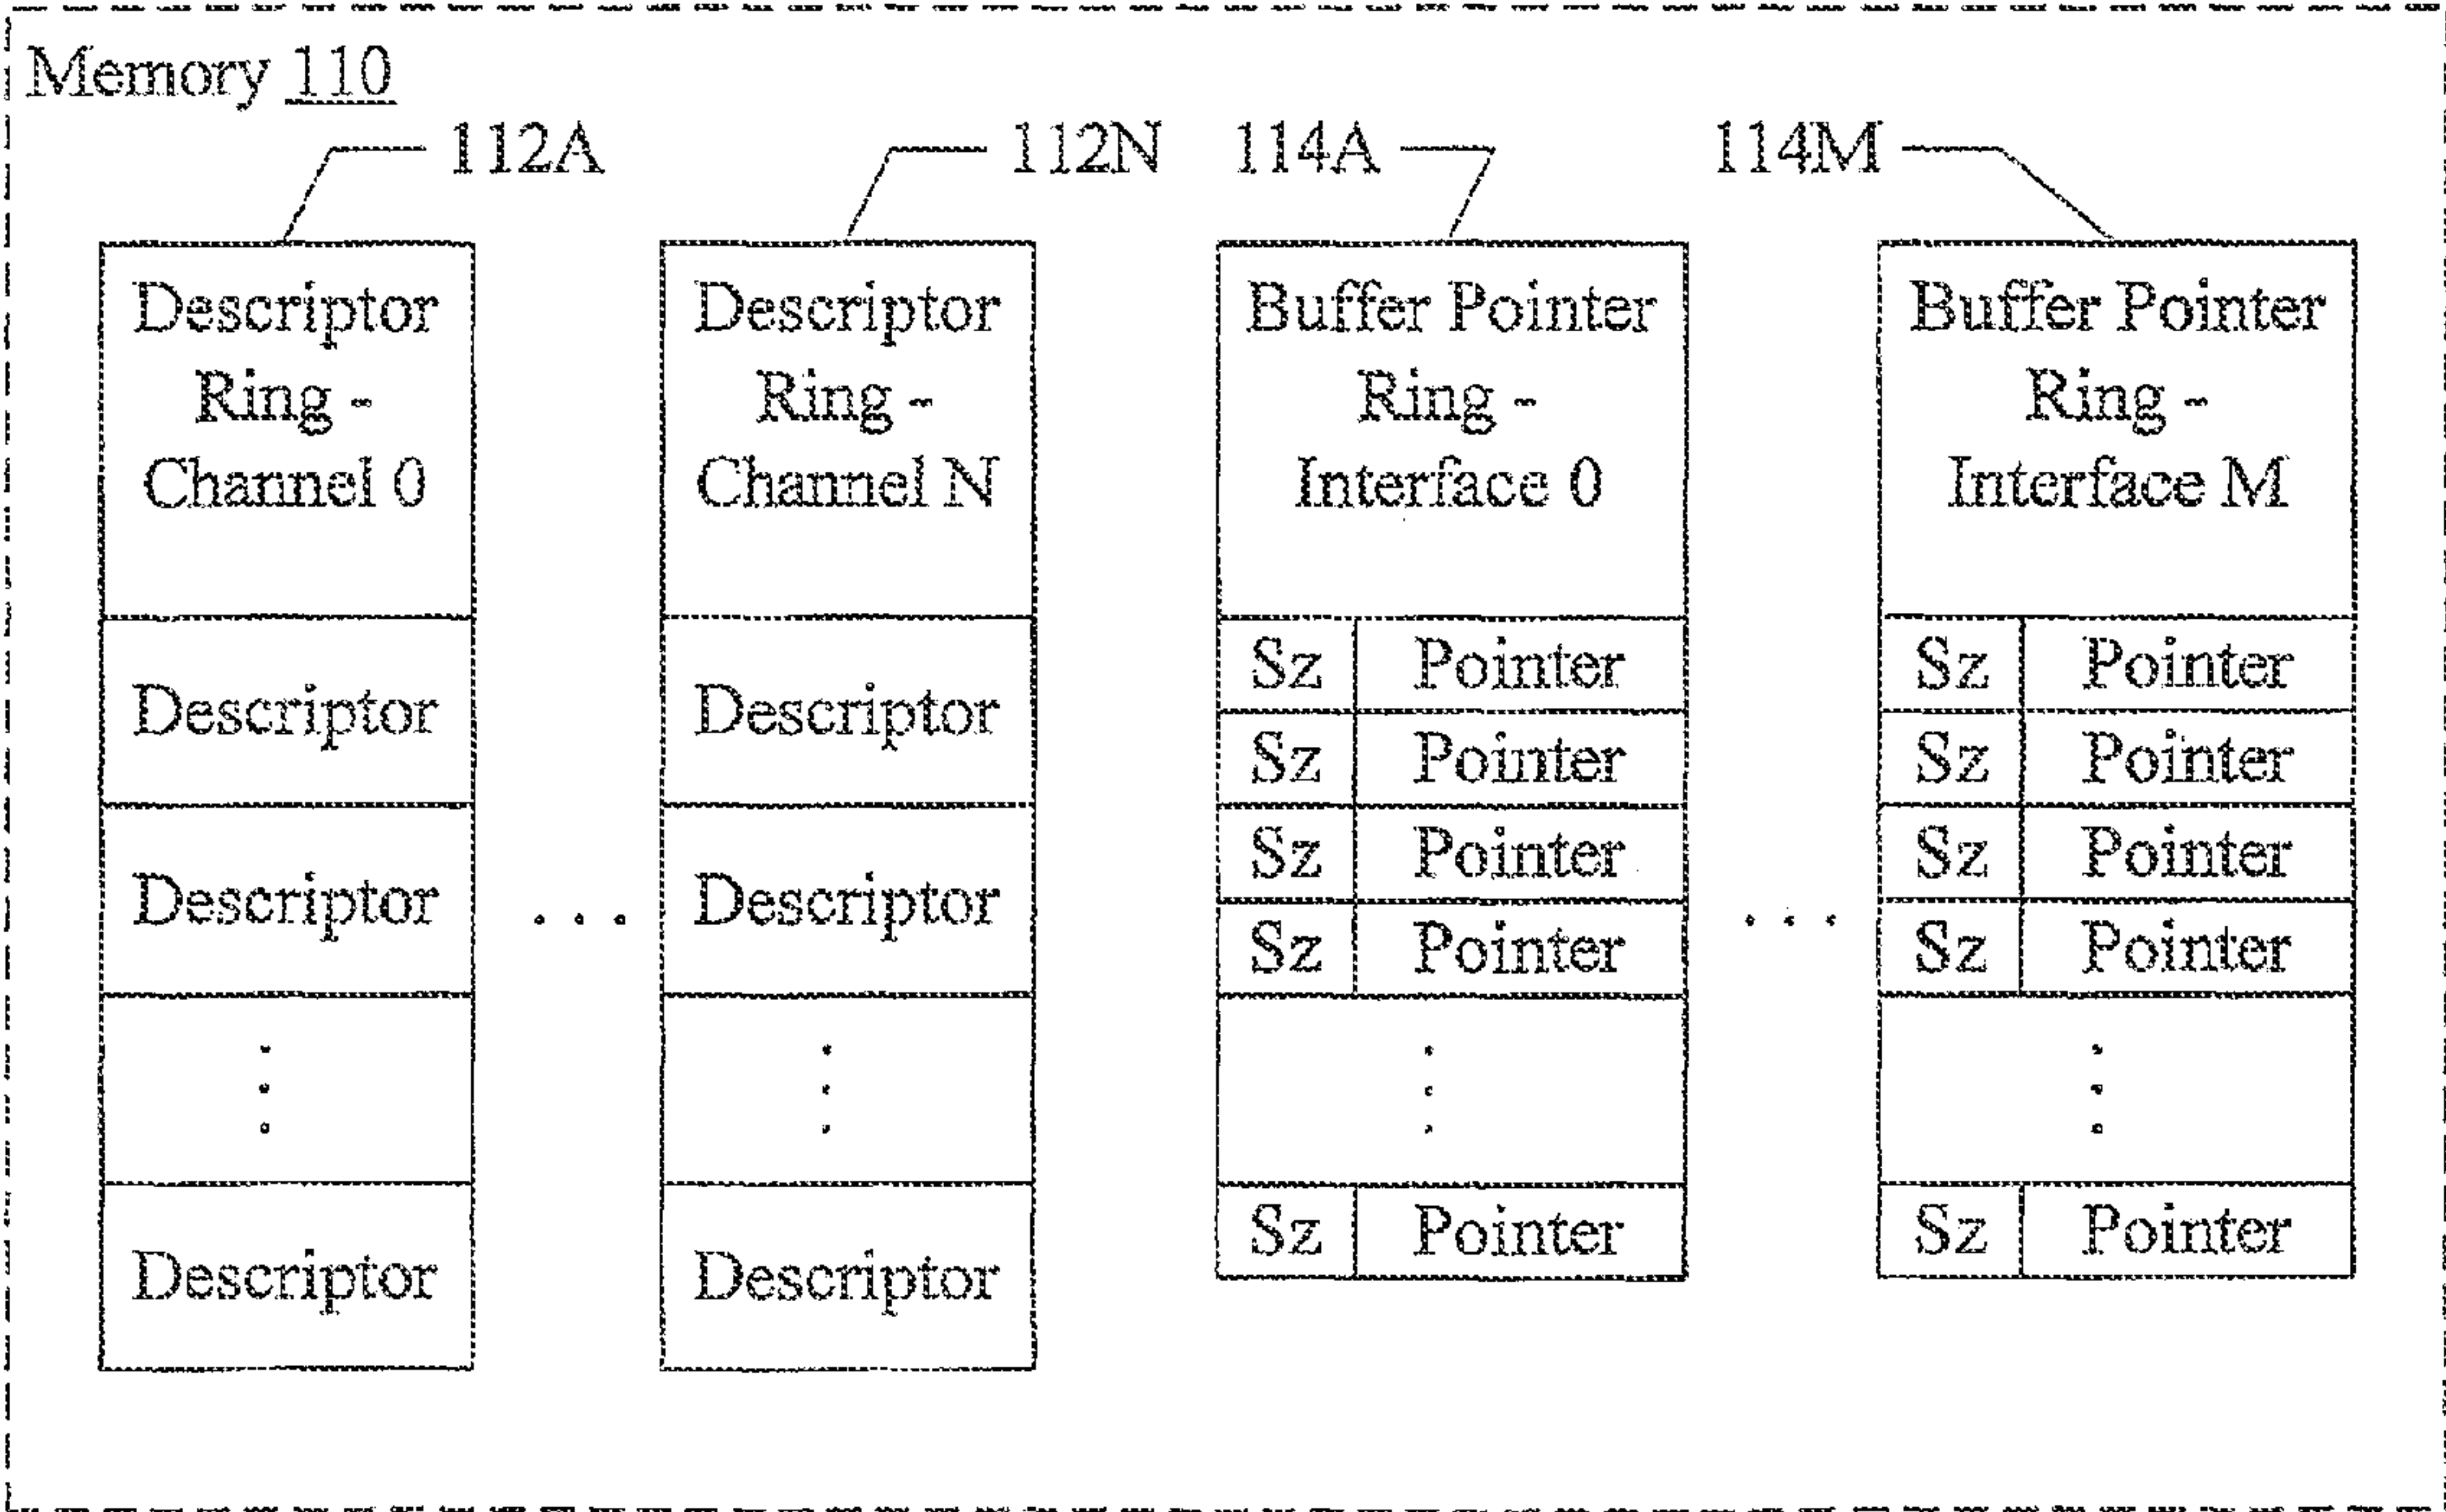 Memory 110
112A
112N
114A
114M
Descriptor
Ring -
Channel 0
Descriptor
Descriptor
Descriptor
. . .
Descriptor
Ring -
Channel N
Descriptor
Descriptor
Descriptor
Buffer Pointer
Ring -
Interface 0
Sz Pointer
Sz Pointer
Sz Pointer
Sz Pointer
Sz Pointer
. . .
Buffer Pointer
Ring -
Interface M
Sz Pointer
Sz Pointer
Sz Pointer
Sz Pointer
Sz Pointer